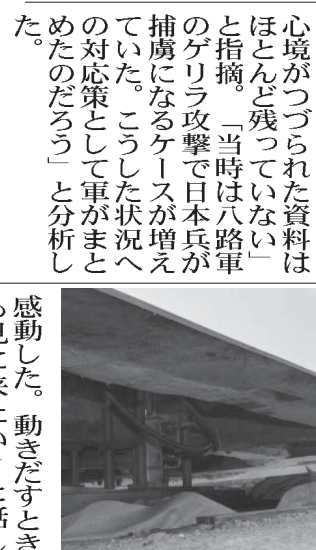 心境がつづられた資料は
ほとんど残っていない」
と指摘。「当時は八路軍
のゲリラ攻撃で日本兵が
捕虜になるケースが増え
ていた。こうした状況へ
の対応策として軍がまと
めたのだろう」と分析し
た。
感動した。動きだすとき